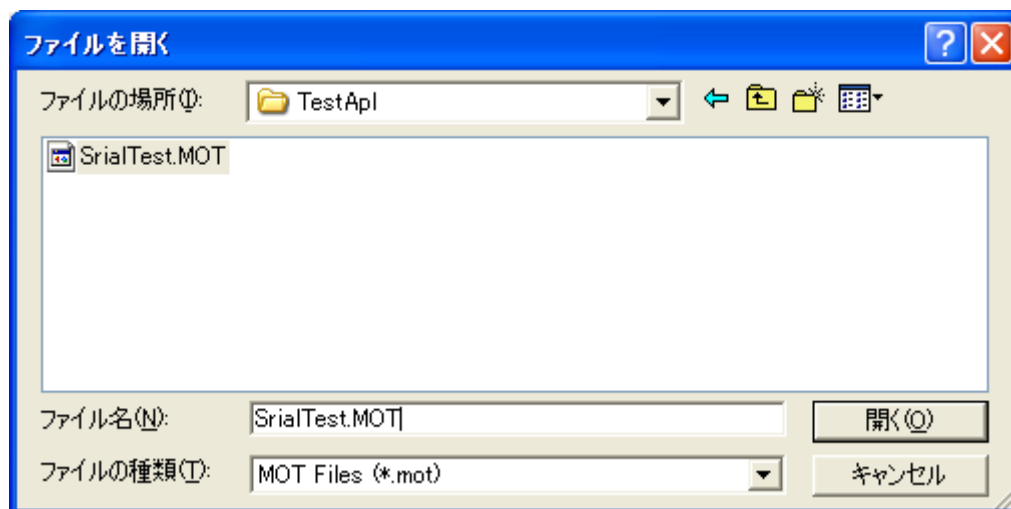 ファイルを開く
ファイルの場所(I): TestApl
SrialTest.MOT
ファイル名(N): SrialTest.MOT 開く(O)
ファイルの種類(T): MOT Files (*.mot) キャンセル